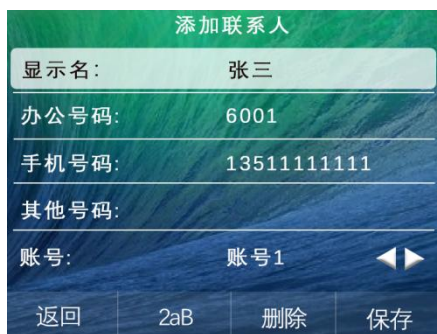 添加联系人
显示名: 张三
办公号码: 6001
手机号码: 13511111111
其他号码:
账号: 账号1
返回 2aB 删除 保存